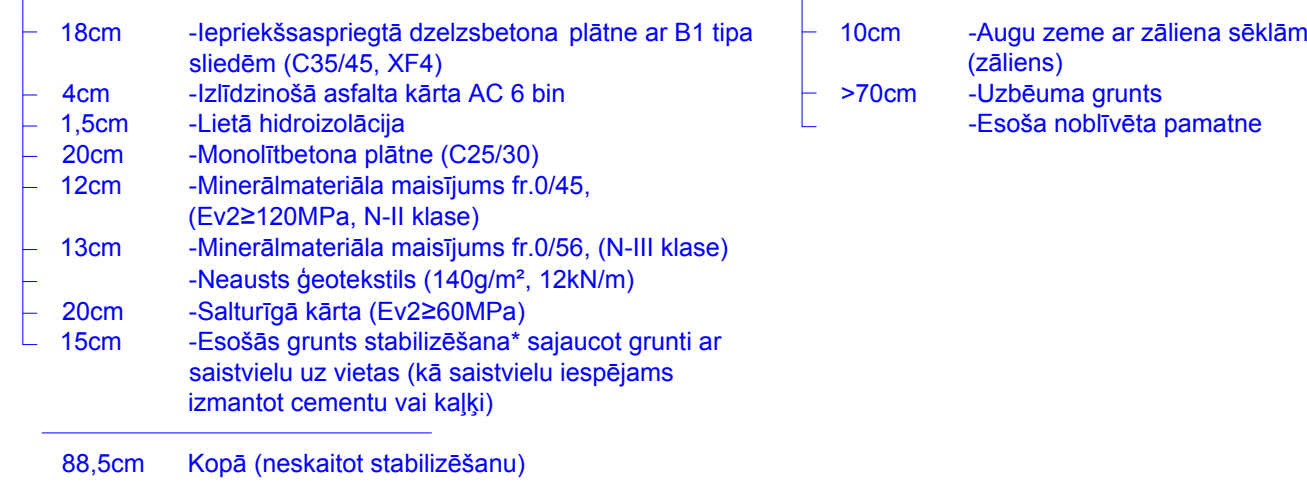 18cm -Iepriekšsaspriegtā dzelzsbetona plātne ar B1 tipa
sliedēm (C35/45, XF4)
4cm -Izlīdzinošā asfalta kārta AC 6 bin
1,5cm -Lietā hidroizolācija
20cm -Monolītbetona plātne (C25/30)
12cm -Minerālmateriāla maisījums fr.0/45,
(Ev2≥120MPa, N-II klase)
13cm -Minerālmateriāla maisījums fr.0/56, (N-III klase)
-Neausts ģeotekstils (140g/m², 12kN/m)
20cm -Salturīgā kārta (Ev2≥60MPa)
15cm -Esošās grunts stabilizēšana* sajaucot grunti ar
saistvielu uz vietas (kā saistvielu iespējams
izmantot cementu vai kaļķi)
88,5cm Kopā (neskaitot stabilizēšanu)
10cm -Augu zeme ar zāliena sēklām
(zāliens)
>70cm -Uzbēuma grunts
-Esoša noblīvēta pamatne